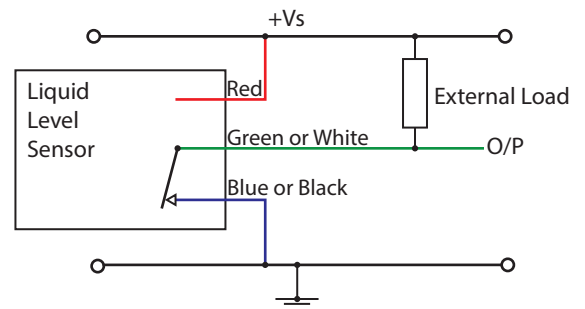 +Vs
Liquid
Level
Sensor
Red
External Load
Green or White
O/P
Blue or Black